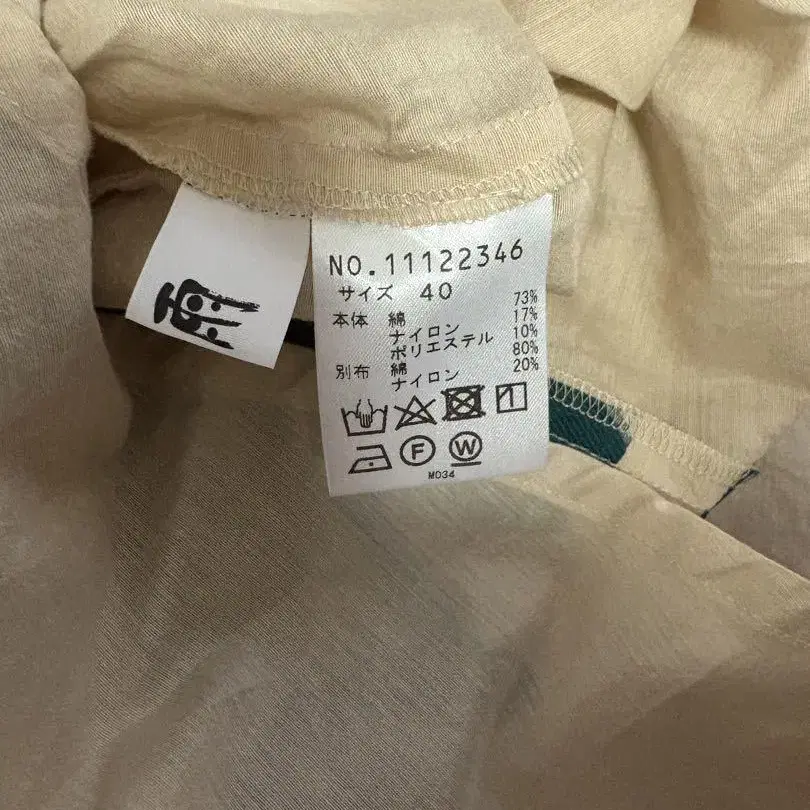 NO.11122346
サイズ 40
本体 綿 73%
ナイロン 17%
ポリエステル 10%
別布 綿 80%
ナイロン 20%
F W
M034